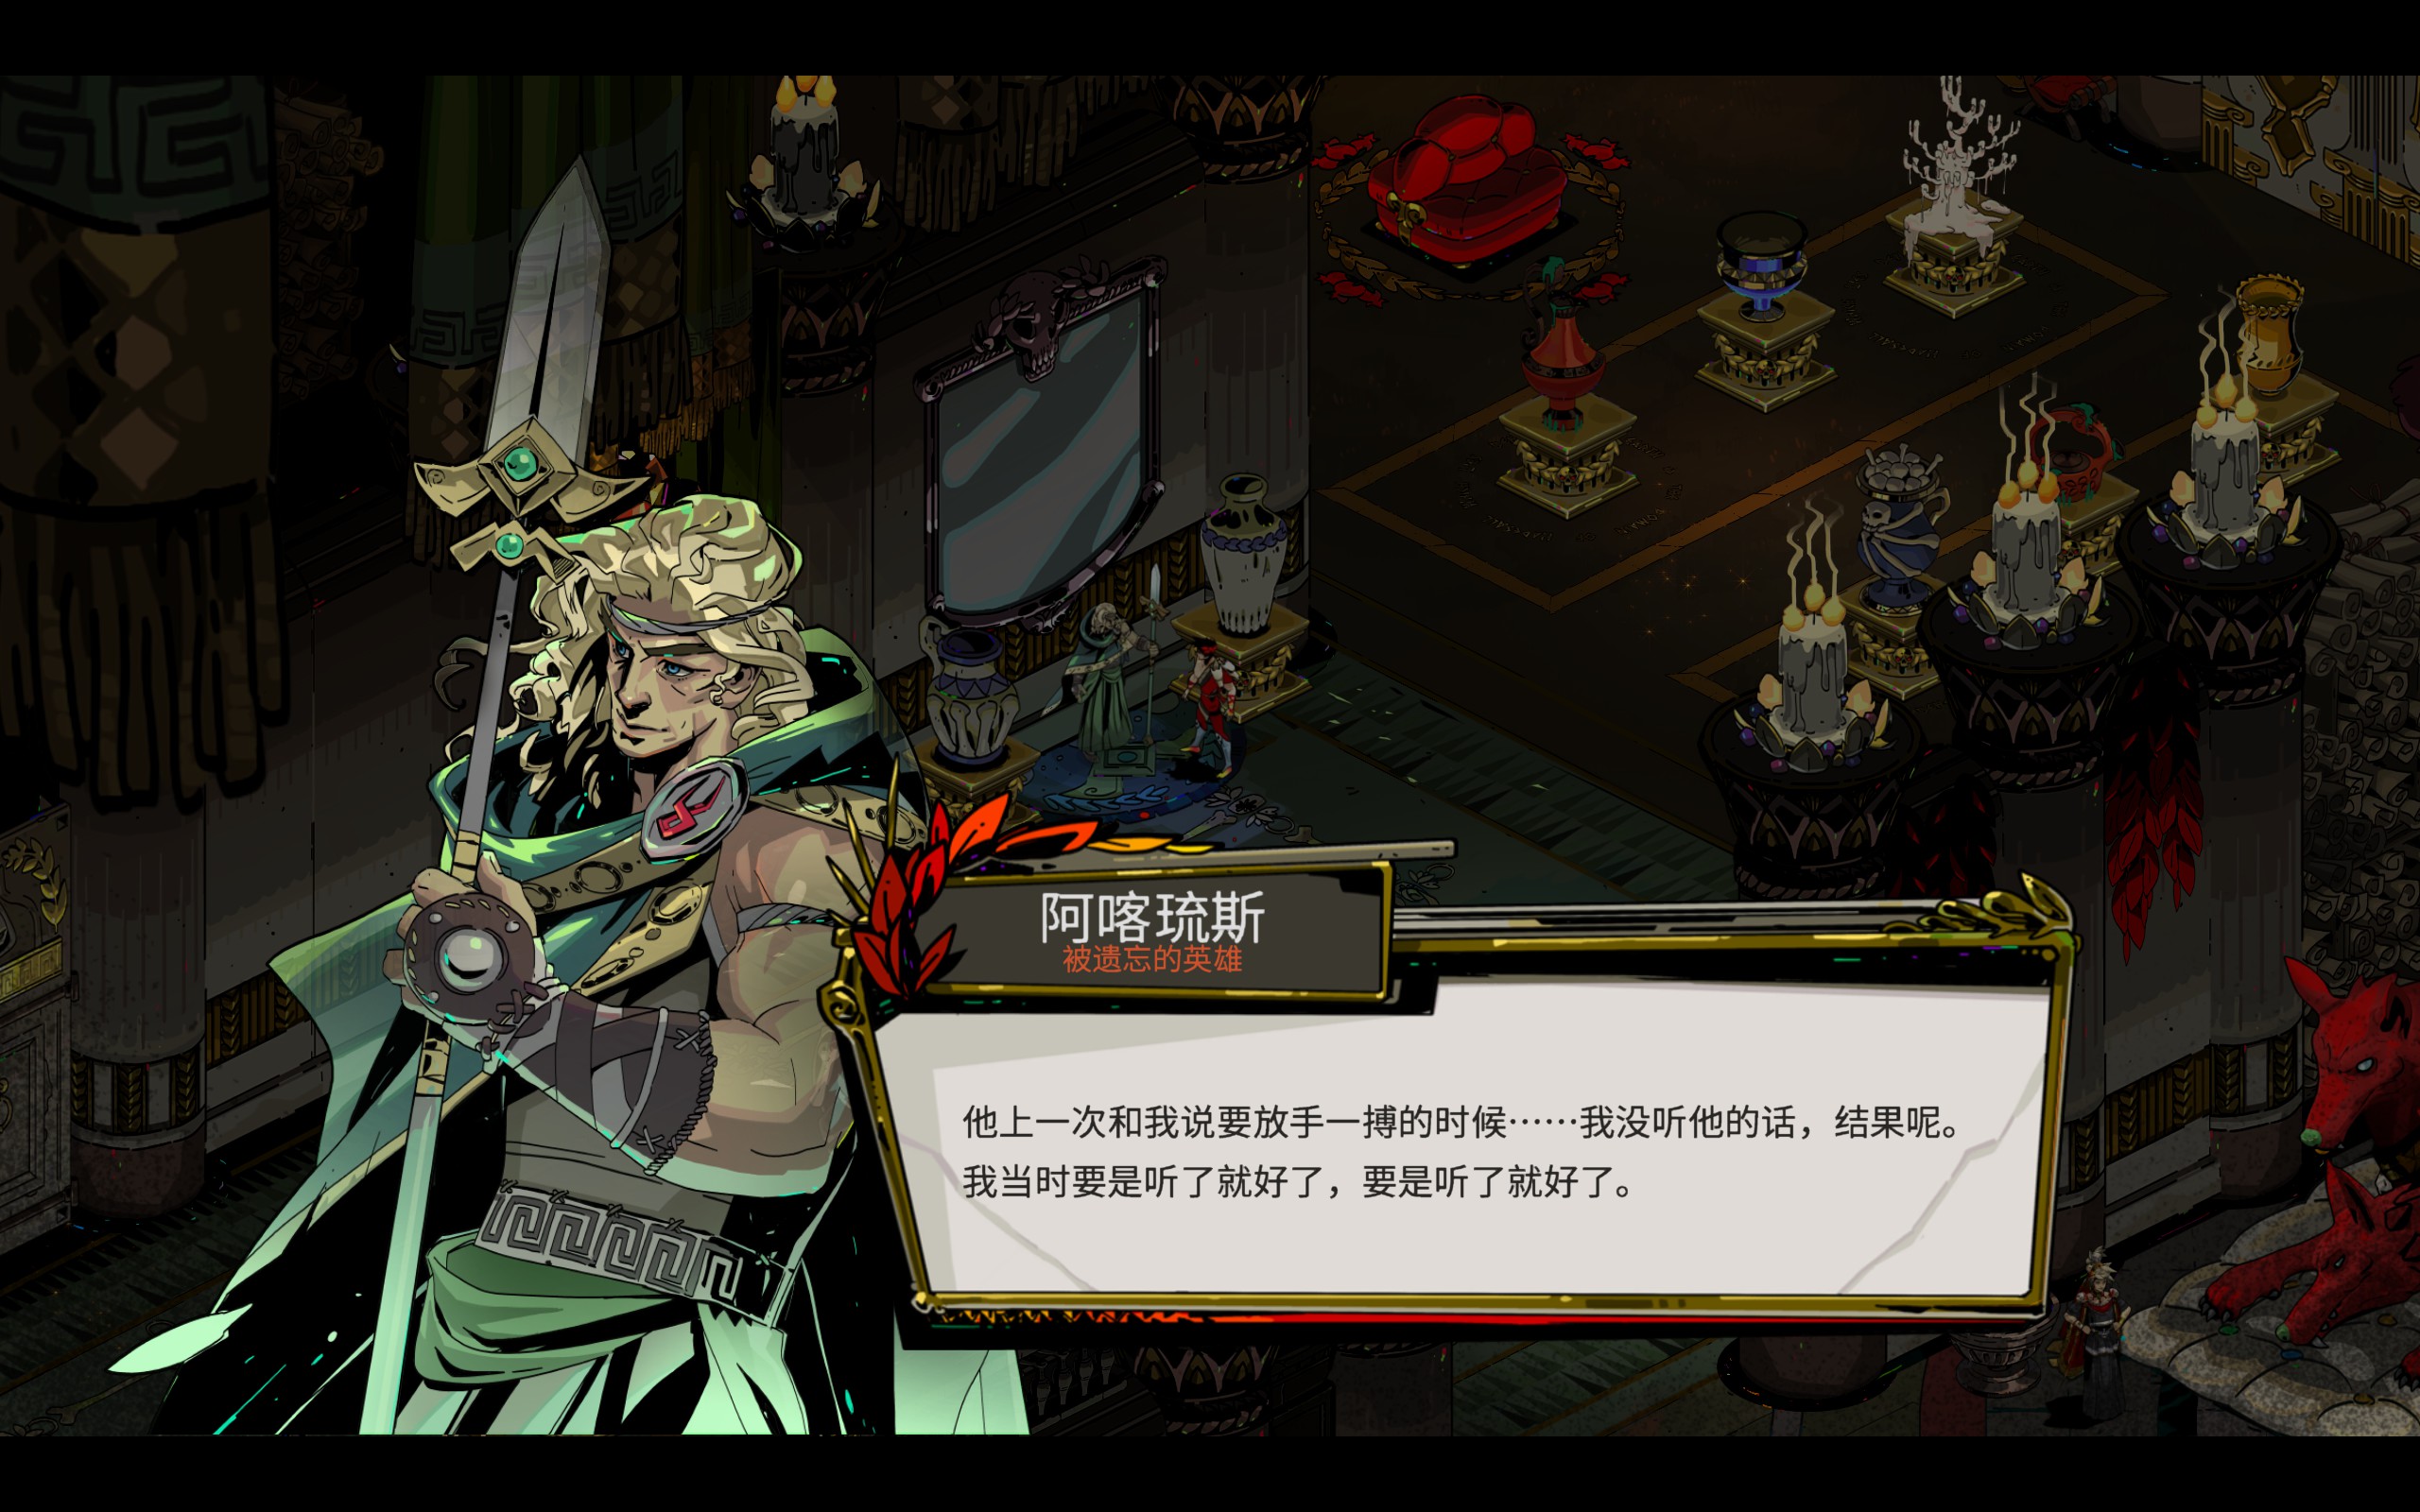 阿喀琉斯
被遗忘的英雄
他上一次和我说要放手一搏的时候……我没听他的话，结果呢。
我当时要是听了就好了，要是听了就好了。